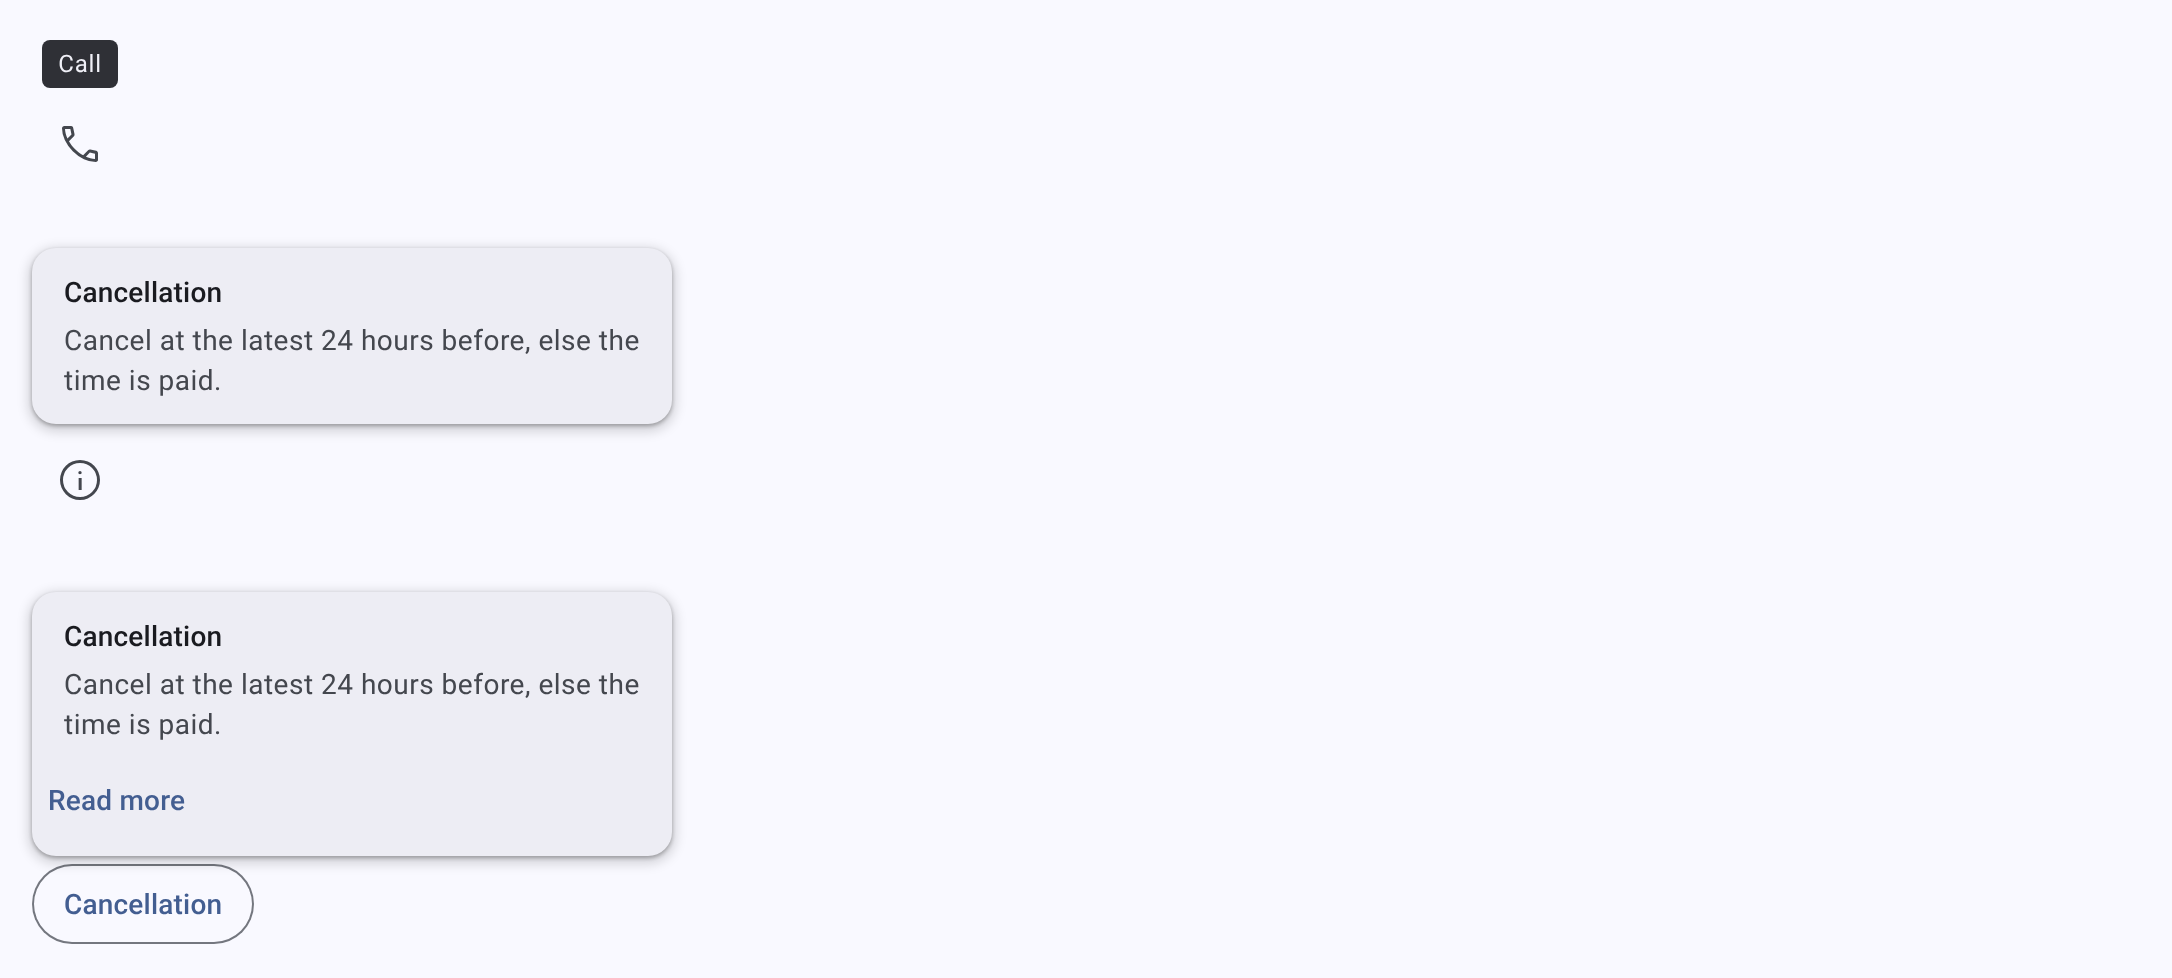 Call
Cancellation
Cancel at the latest 24 hours before, else the
time is paid.
Cancellation
Cancel at the latest 24 hours before, else the
time is paid.
Read more
Cancellation